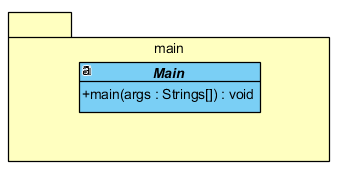 main
a
Main
+main(args : Strings[]) : void